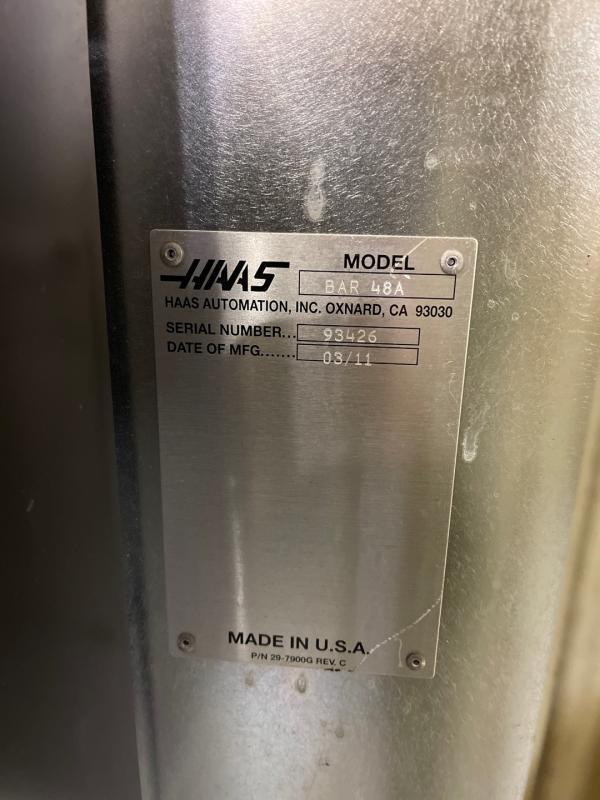 HAAS
MODEL
BAR 48A
HAAS AUTOMATION, INC. OXNARD, CA 93030
SERIAL NUMBER... 93426
DATE OF MFG....... 03/11
MADE IN U.S.A.
P/N 29-7900G REV. C